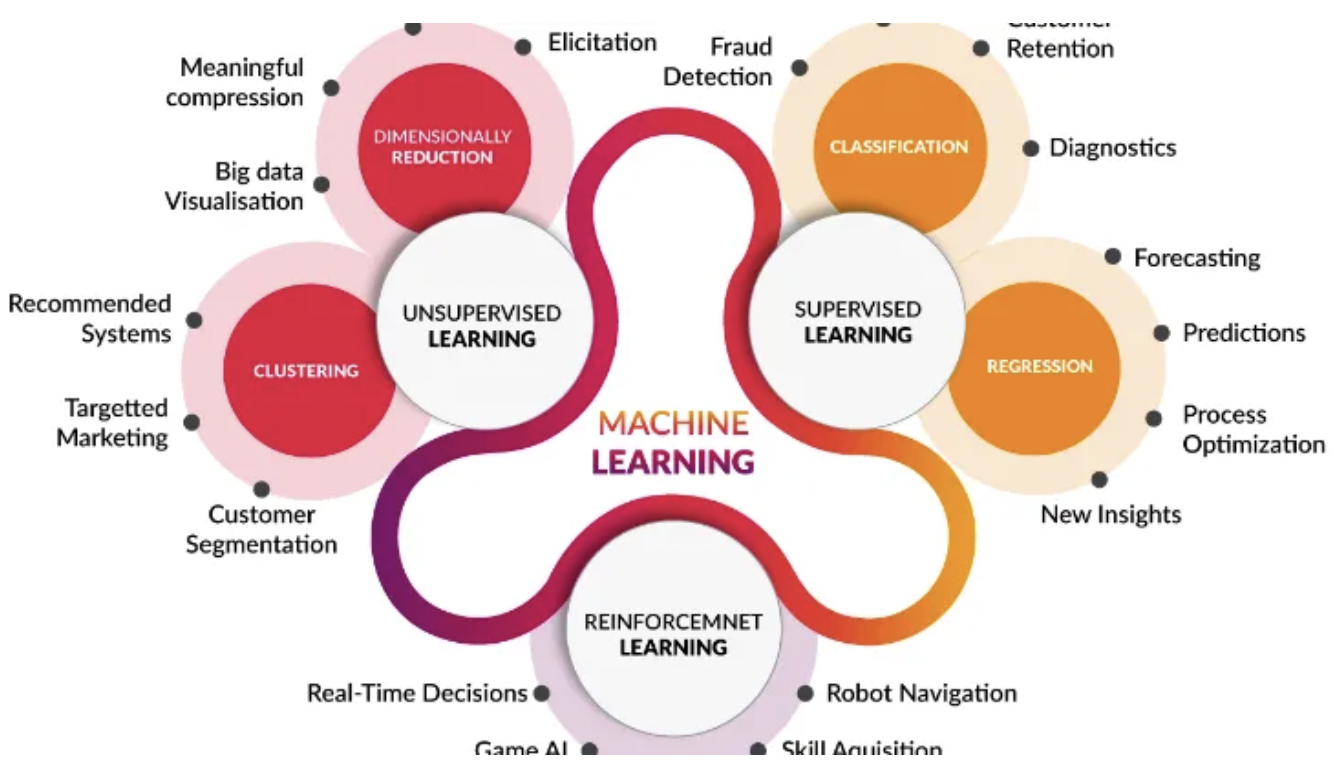 Elicitation
Meaningful
compression
Big data
Visualisation
DIMENSIONALLY
REDUCTION
Recommended
Systems
Targetted
Marketing
Customer
Segmentation
CLUSTERING
UNSUPERVISED
LEARNING
Fraud
Detection
Customer
Retention
Diagnostics
CLASSIFICATION
SUPERVISED
LEARNING
Forecasting
Predictions
Process
Optimization
New Insights
REGRESSION
MACHINE
LEARNING
REINFORCEMNET
LEARNING
Real-Time Decisions
Robot Navigation
Game AI
Skill Aquisition